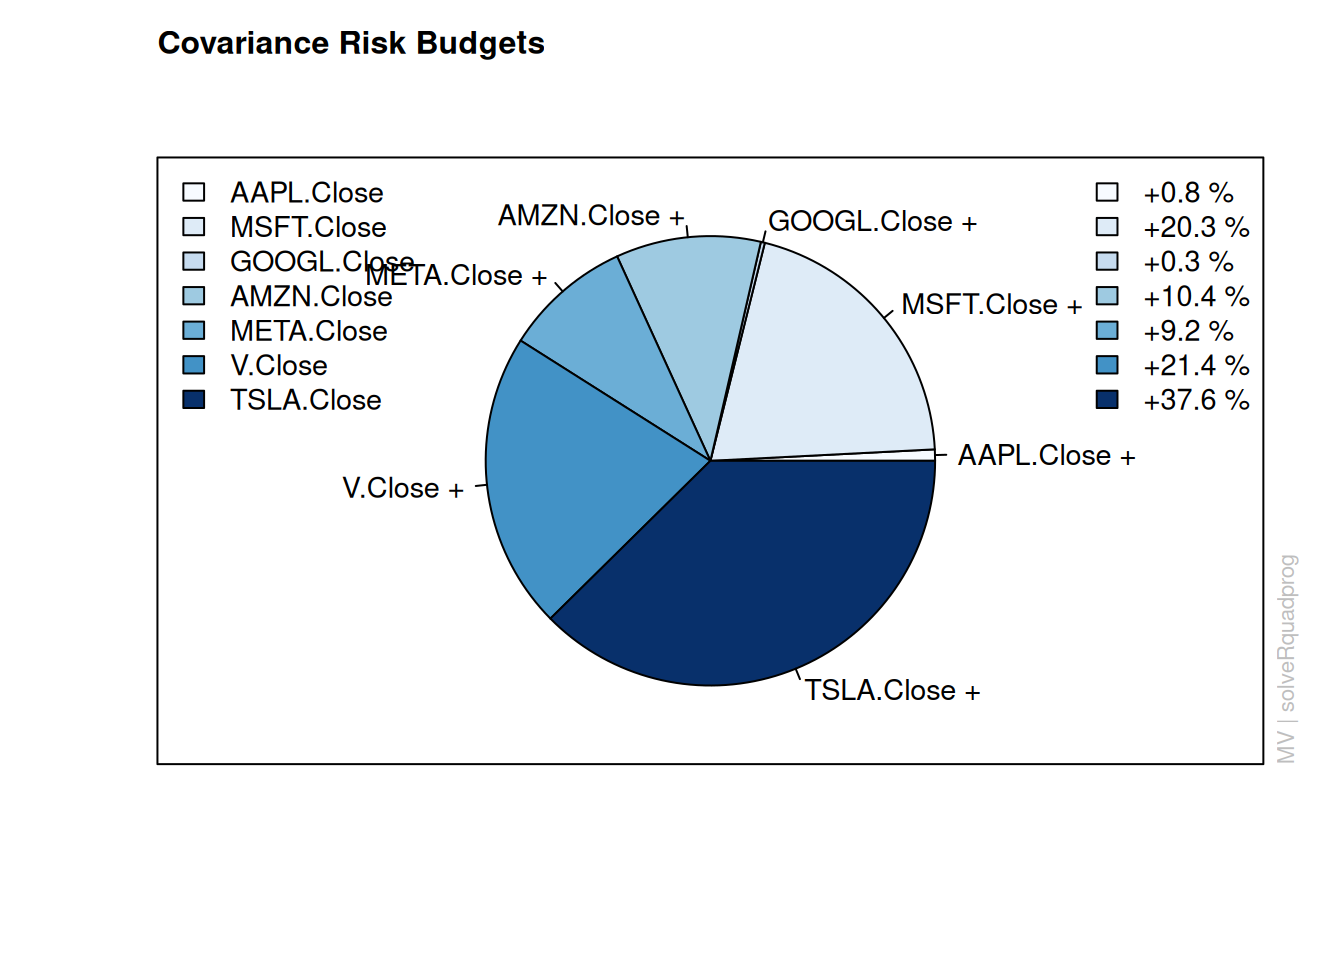 Covariance Risk Budgets
AAPL.Close
MSFT.Close
GOOGL.Close
AMZN.Close
META.Close
V.Close
TSLA.Close
AMZN.Close +
GOOGL.Close +
META.Close +
MSFT.Close +
AAPL.Close +
V.Close +
TSLA.Close +
+0.8 %
+20.3 %
+0.3 %
+10.4 %
+9.2 %
+21.4 %
+37.6 %
MV | solveRquadprog